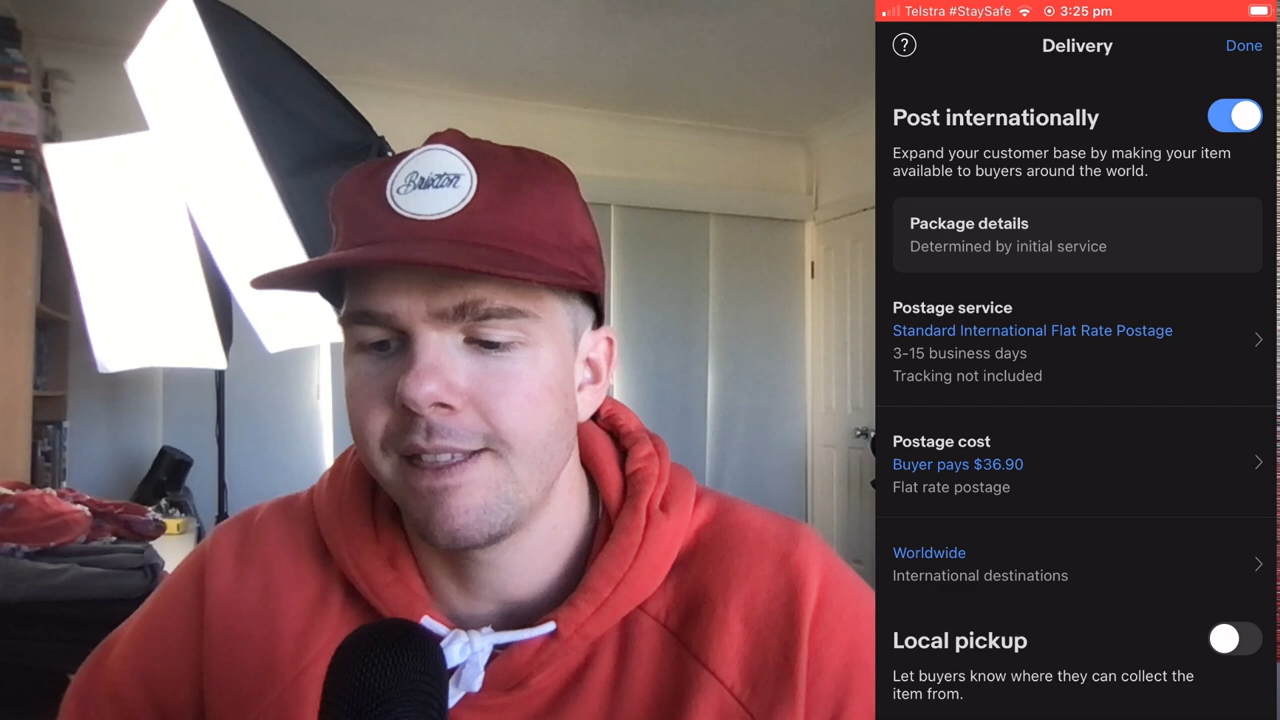 Brixton
Telstra #StaySafe 3:25 pm
? Delivery Done
Post internationally
Expand your customer base by making your item
available to buyers around the world.
Package details
Determined by initial service
Postage service
Standard International Flat Rate Postage
3-15 business days
Tracking not included
Postage cost
Buyer pays $36.90
Flat rate postage
Worldwide
International destinations
Local pickup
Let buyers know where they can collect the
item from.